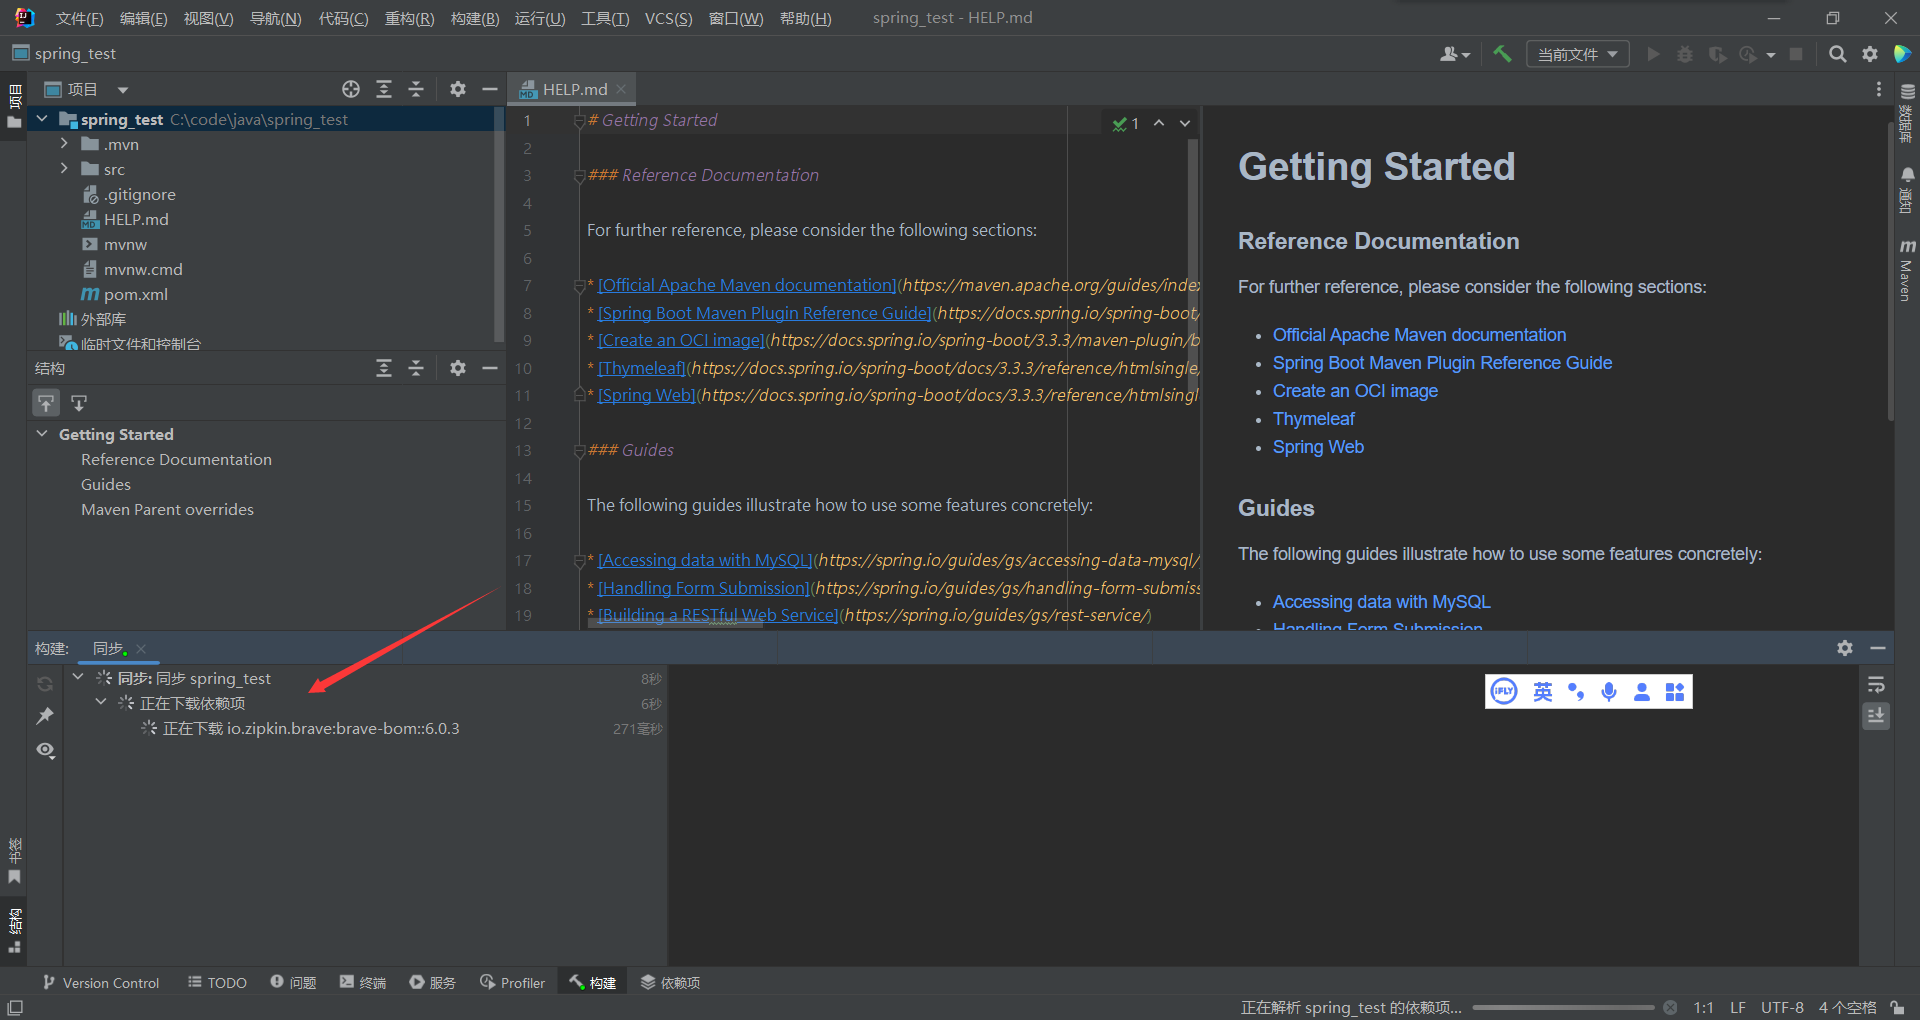 文件(F) 编辑(E) 视图(V) 导航(N) 代码(C) 重构(R) 构建(B) 运行(U) 工具(T) VCS(S) 窗口(W) 帮助(H) spring_test - HELP.md
spring_test
当前文件
项目
项目
HELP.md
spring_test C:\code\java\spring_test
.mvn
src
.gitignore
HELP.md
mvnw
mvnw.cmd
pom.xml
外部库
临时文件和控制台
结构
Getting Started
Reference Documentation
Guides
Maven Parent overrides
1 # Getting Started
2
3 ### Reference Documentation
4
5 For further reference, please consider the following sections:
6
7 * [Official Apache Maven documentation](https://maven.apache.org/guides/index
8 * [Spring Boot Maven Plugin Reference Guide](https://docs.spring.io/spring-boot/
9 * [Create an OCI image](https://docs.spring.io/spring-boot/3.3.3/maven-plugin/b
10 * [Thymeleaf](https://docs.spring.io/spring-boot/docs/3.3.3/reference/htmlsingle/
11 * [Spring Web](https://docs.spring.io/spring-boot/docs/3.3.3/reference/htmlsingl
12
13 ### Guides
14
15 The following guides illustrate how to use some features concretely:
16
17 * [Accessing data with MySQL](https://spring.io/guides/gs/accessing-data-mysql/
18 * [Handling Form Submission](https://spring.io/guides/gs/handling-form-submiss
19 * [Building a RESTful Web Service](https://spring.io/guides/gs/rest-service/)
1
Getting Started
Reference Documentation
For further reference, please consider the following sections:
• Official Apache Maven documentation
• Spring Boot Maven Plugin Reference Guide
• Create an OCI image
• Thymeleaf
• Spring Web
Guides
The following guides illustrate how to use some features concretely:
• Accessing data with MySQL
• Handling Form Submission
数据库
通知
Maven
构建: 同步
同步: 同步 spring_test 8秒
正在下载依赖项 6秒
正在下载 io.zipkin.brave:brave-bom::6.0.3 271毫秒
iFLY 英
书签
结构
Version Control TODO 问题 终端 服务 Profiler 构建 依赖项
正在解析 spring_test 的依赖项... 1:1 LF UTF-8 4 个空格